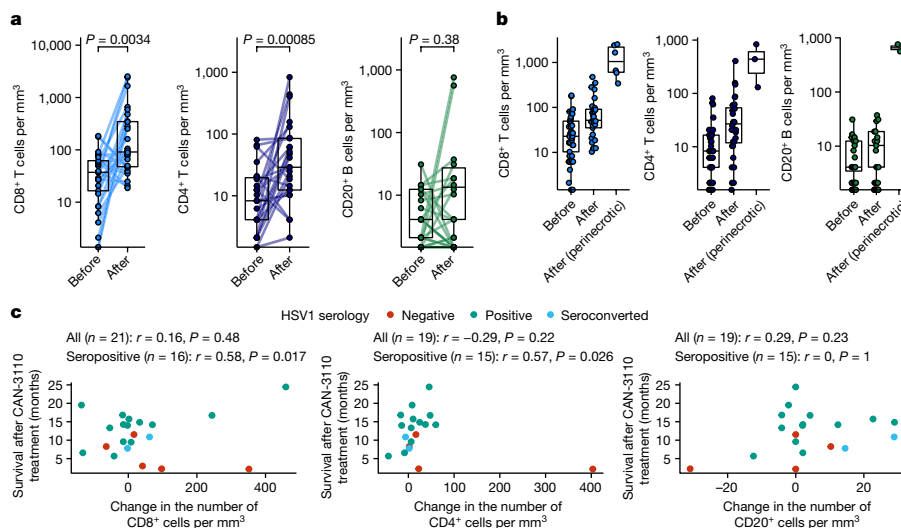 a
P = 0.0034
10,000
1,000
100
10
CD8+ T cells per mm3
Before
After
P = 0.00085
1,000
100
10
CD4+ T cells per mm3
Before
After
P = 0.38
1,000
100
10
CD20+ B cells per mm3
Before
After
b
1,000
100
10
CD8+ T cells per mm3
Before
After
After (perinecrotic)
1,000
100
10
CD4+ T cells per mm3
Before
After
After (perinecrotic)
1,000
100
10
CD20+ B cells per mm3
Before
After
After (perinecrotic)
c
HSV1 serology Negative Positive Seroconverted
All (n = 21): r = 0.16, P = 0.48
Seropositive (n = 16): r = 0.58, P = 0.017
Survival after CAN-3110
treatment (months)
25
20
15
10
5
0 200 400
Change in the number of
CD8+ cells per mm3
All (n = 19): r = −0.29, P = 0.22
Seropositive (n = 15): r = 0.57, P = 0.026
Survival after CAN-3110
treatment (months)
25
20
15
10
5
0 100 200 300 400
Change in the number of
CD4+ cells per mm3
All (n = 19): r = 0.29, P = 0.23
Seropositive (n = 15): r = 0, P = 1
Survival after CAN-3110
treatment (months)
25
20
15
10
5
−20 0 20
Change in the number of
CD20+ cells per mm3